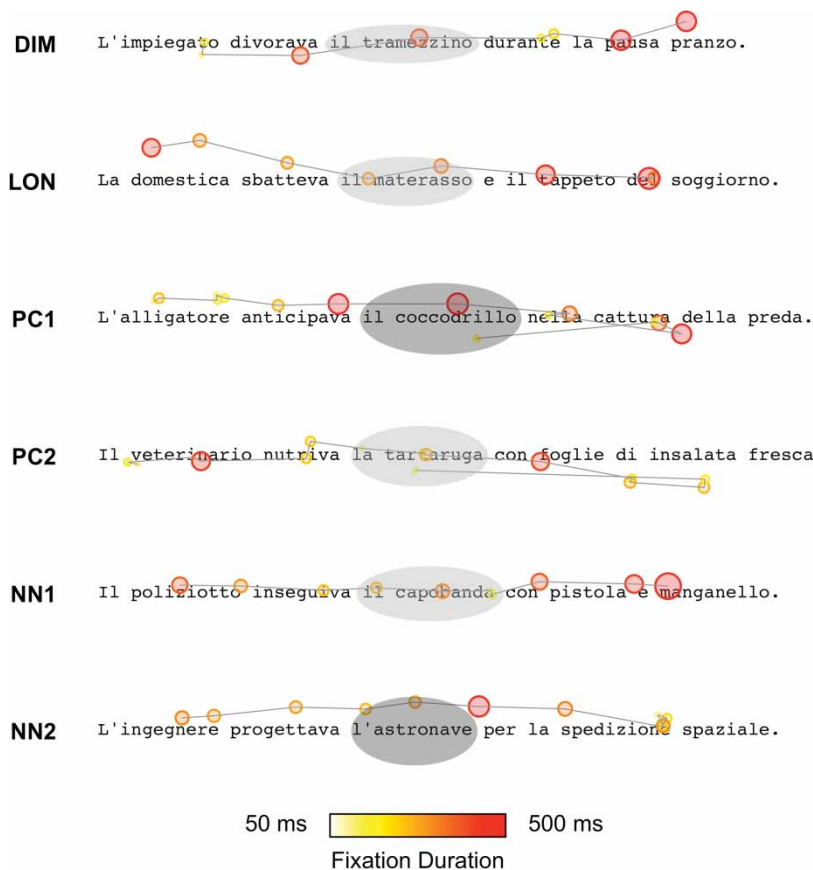 DIM L'impiegato divorava il tramezzino durante la pausa pranzo.
LON La domestica sbatteva il materasso e il tappeto del soggiorno.
PC1 L'alligatore anticipava il coccodrillo nella cattura della preda.
PC2 Il veterinario nutriva la tartaruga con foglie di insalata fresca
NN1 Il poliziotto inseguiva il capobanda con pistola e manganello.
NN2 L'ingegnere progettava l'astronave per la spedizione spaziale.
50 ms 500 ms
Fixation Duration